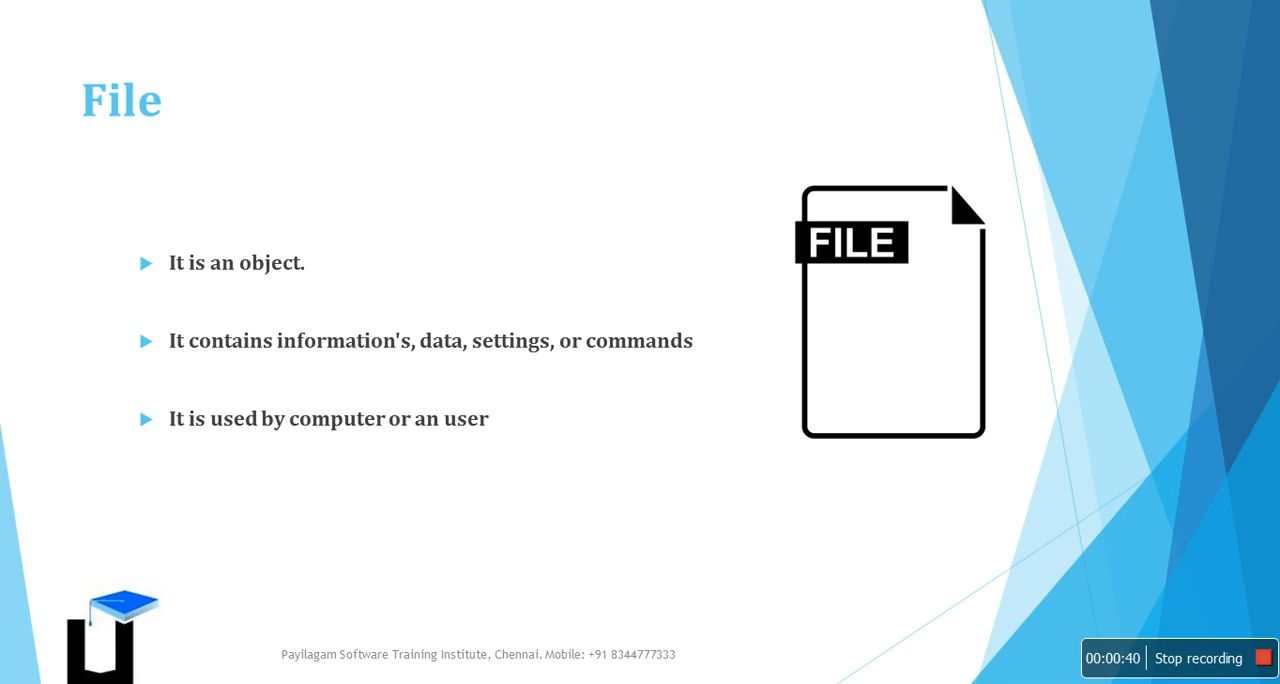 File
It is an object.
It contains information's, data, settings, or commands
It is used by computer or an user
FILE
Payilagam Software Training Institute, Chennai. Mobile: +91 8344777333
00:00:40 Stop recording